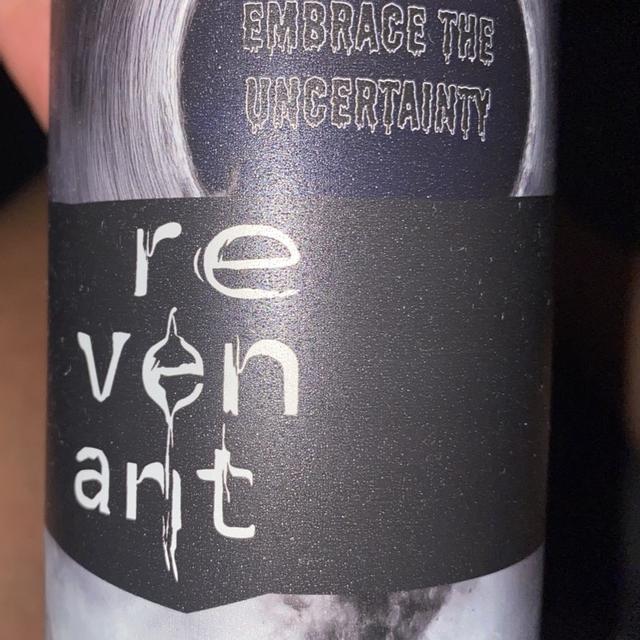 EMBRACE THE
UNCERTAINTY
re
ven
ant